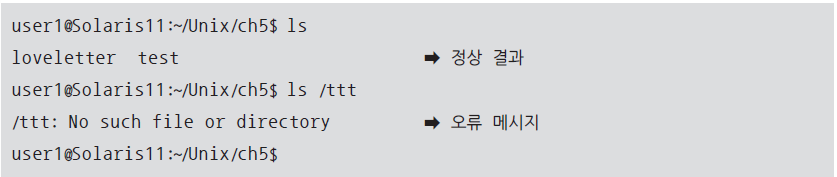 user1@Solaris11:~/Unix/ch5$ ls
loveletter test ➡ 정상 결과
user1@Solaris11:~/Unix/ch5$ ls /ttt
/ttt: No such file or directory ➡ 오류 메시지
user1@Solaris11:~/Unix/ch5$